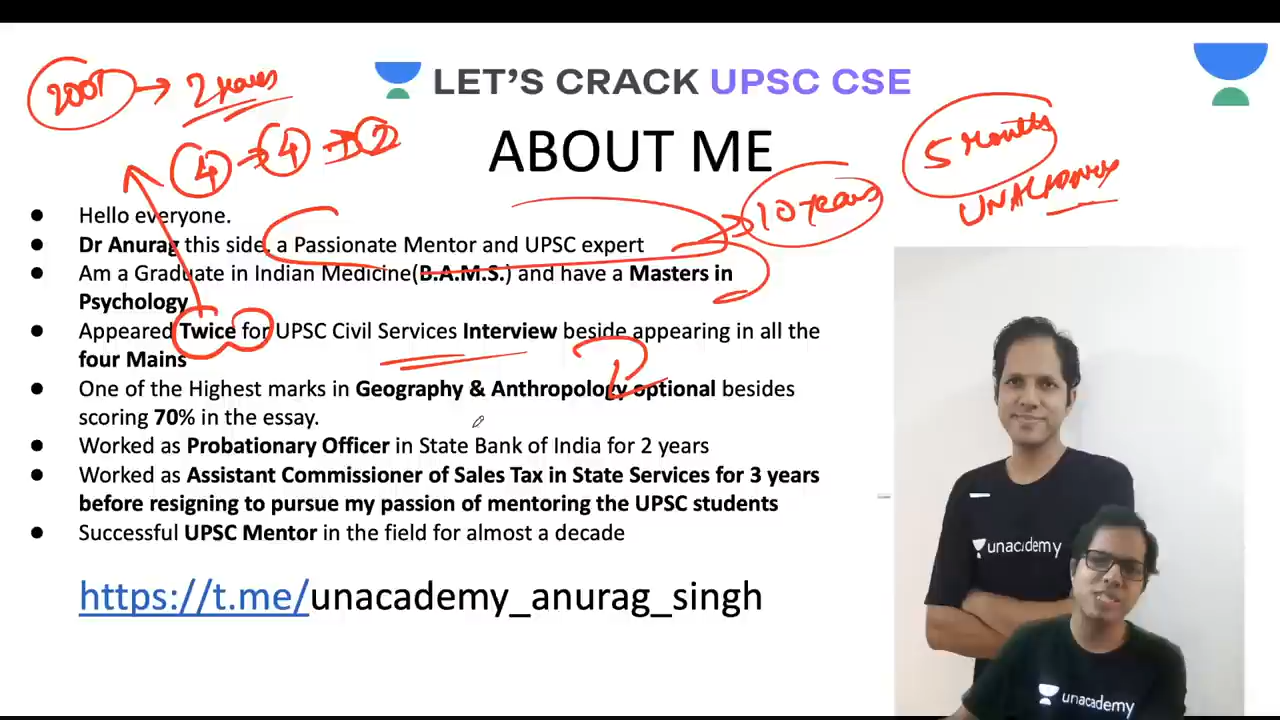 LET'S CRACK UPSC CSE
ABOUT ME
5 Months
UNACADEMY
10 years
4 → 4 → 2
Hello everyone.
Dr Anurag this side, a Passionate Mentor and UPSC expert
Am a Graduate in Indian Medicine(B.A.M.S.) and have a Masters in
Psychology
Appeared Twice for UPSC Civil Services Interview beside appearing in all the
four Mains
One of the Highest marks in Geography & Anthropology optional besides
scoring 70% in the essay.
Worked as Probationary Officer in State Bank of India for 2 years
Worked as Assistant Commissioner of Sales Tax in State Services for 3 years
before resigning to pursue my passion of mentoring the UPSC students
Successful UPSC Mentor in the field for almost a decade
https://t.me/unacademy_anurag_singh
unacademy
unacademy